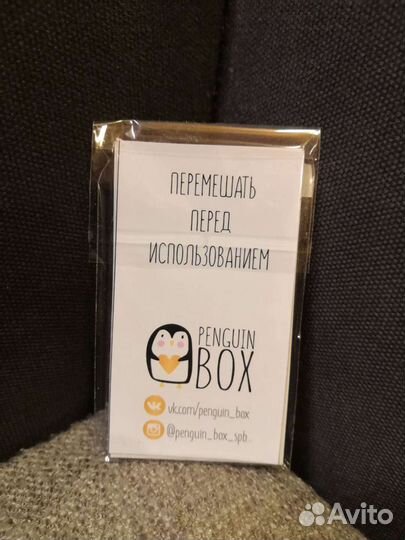 ПЕРЕМЕШАТЬ
ПЕРЕД
ИСПОЛЬЗОВАНИЕМ
PENGUIN
BOX
vk.com/penguin_box
@penguin_box_spb
Avito